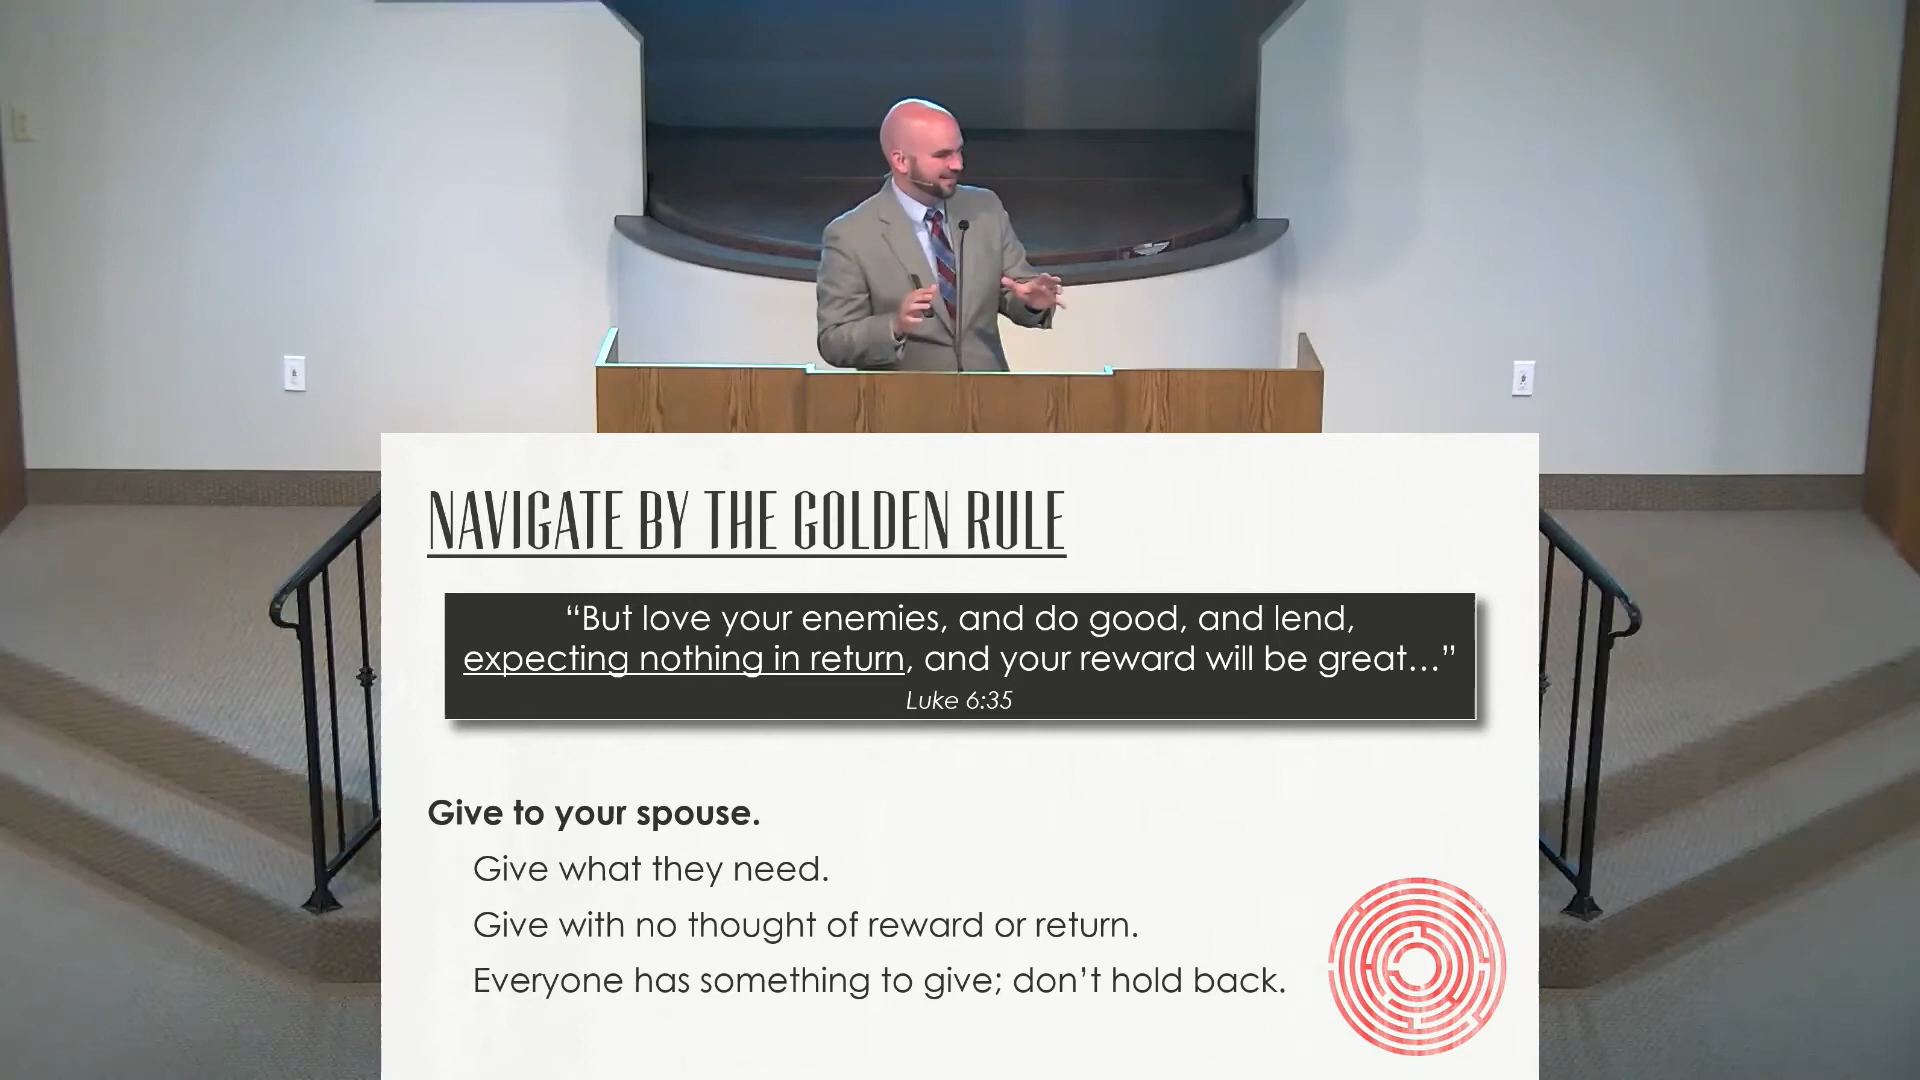 NAVIGATE BY THE GOLDEN RULE
“But love your enemies, and do good, and lend,
expecting nothing in return, and your reward will be great…”
Luke 6:35
Give to your spouse.
Give what they need.
Give with no thought of reward or return.
Everyone has something to give; don’t hold back.